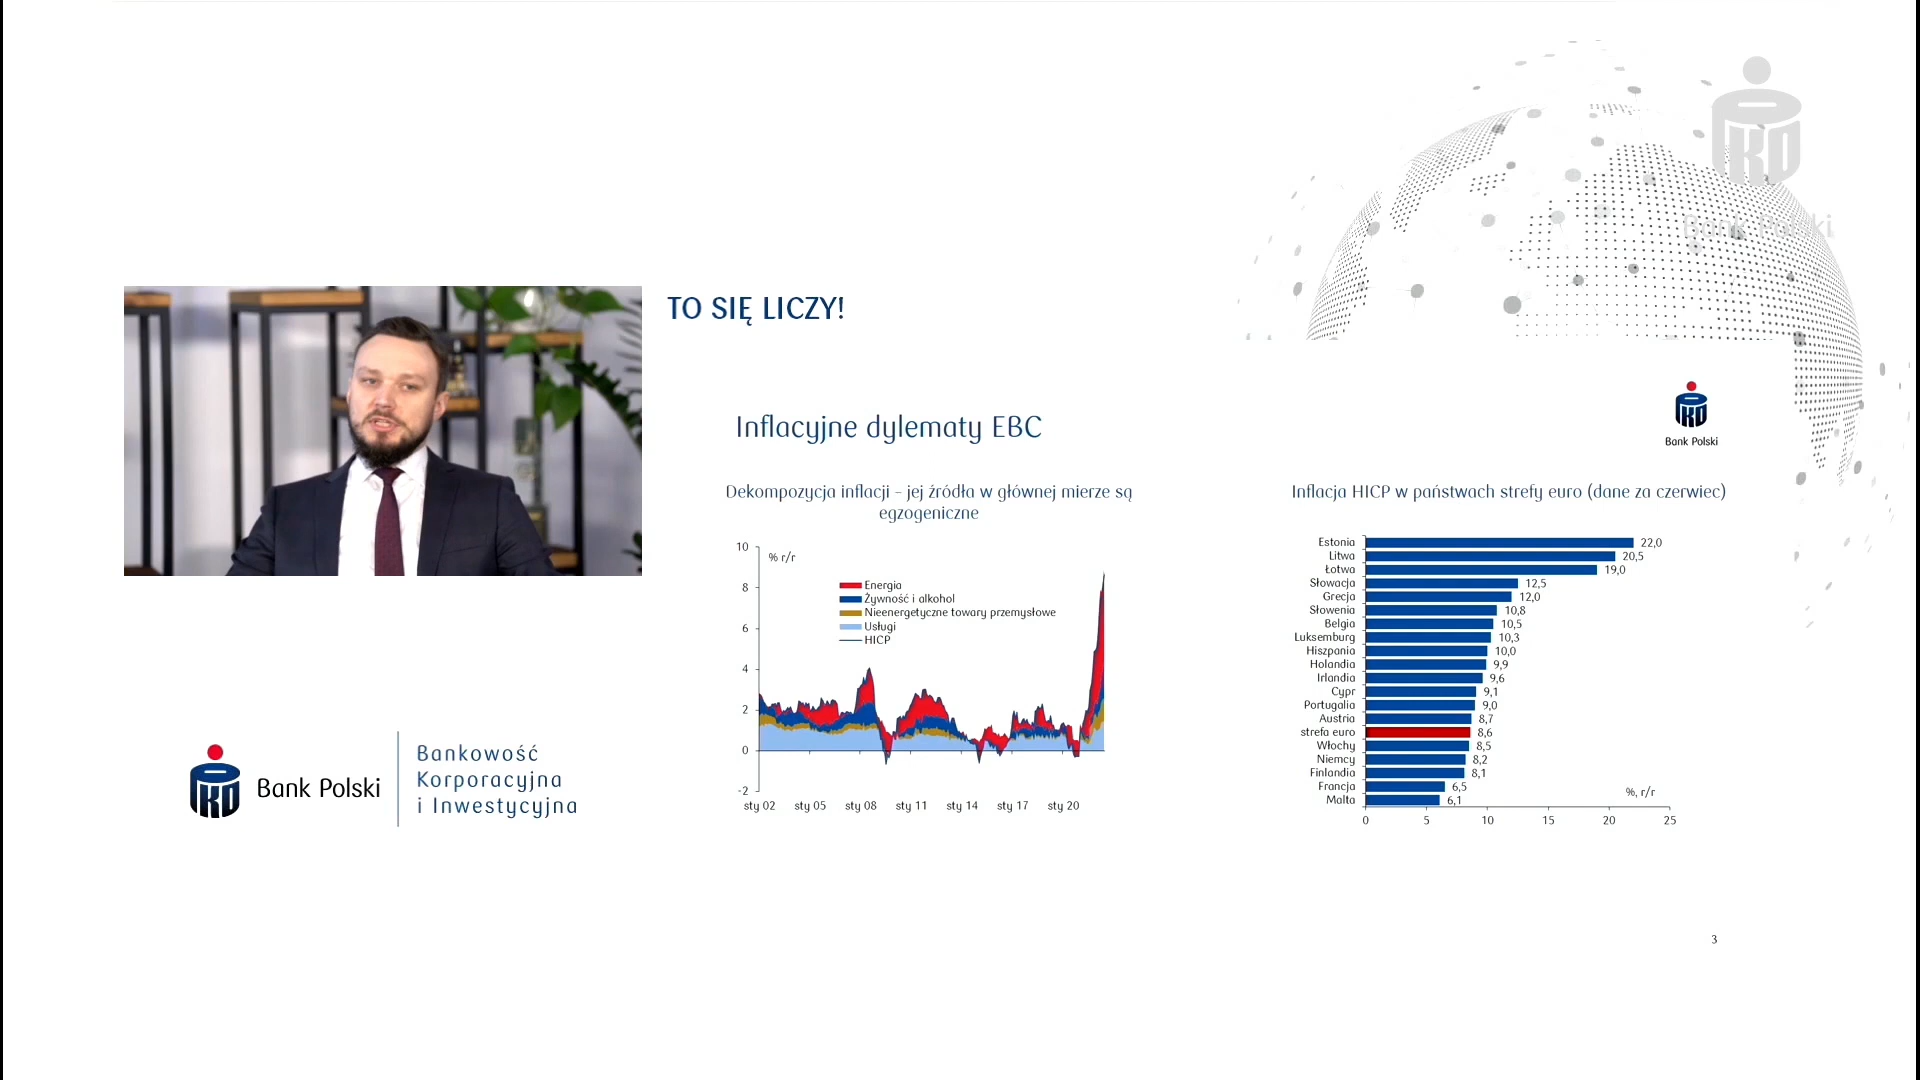 Bank Polski
TO SIĘ LICZY!
Inflacyjne dylematy EBC
PKO
Bank Polski
Dekompozycja inflacji – jej źródła w głównej mierze są
egzogeniczne
% r/r
10
8
6
4
2
0
-2
Energia
Żywność i alkohol
Nieenergetyczne towary przemysłowe
Usługi
HICP
sty 02 sty 05 sty 08 sty 11 sty 14 sty 17 sty 20
Inflacja HICP w państwach strefy euro (dane za czerwiec)
Estonia 22,0
Litwa 20,5
Łotwa 19,0
Słowacja 12,5
Grecja 12,0
Słowenia 10,8
Belgia 10,5
Luksemburg 10,3
Hiszpania 10,0
Holandia 9,9
Irlandia 9,6
Cypr 9,1
Portugalia 9,0
Austria 8,7
strefa euro 8,6
Włochy 8,5
Niemcy 8,2
Finlandia 8,1
Francja 6,5
Malta 6,1
%, r/r
0 5 10 15 20 25
PKO
Bank Polski
Bankowość
Korporacyjna
i Inwestycyjna
3